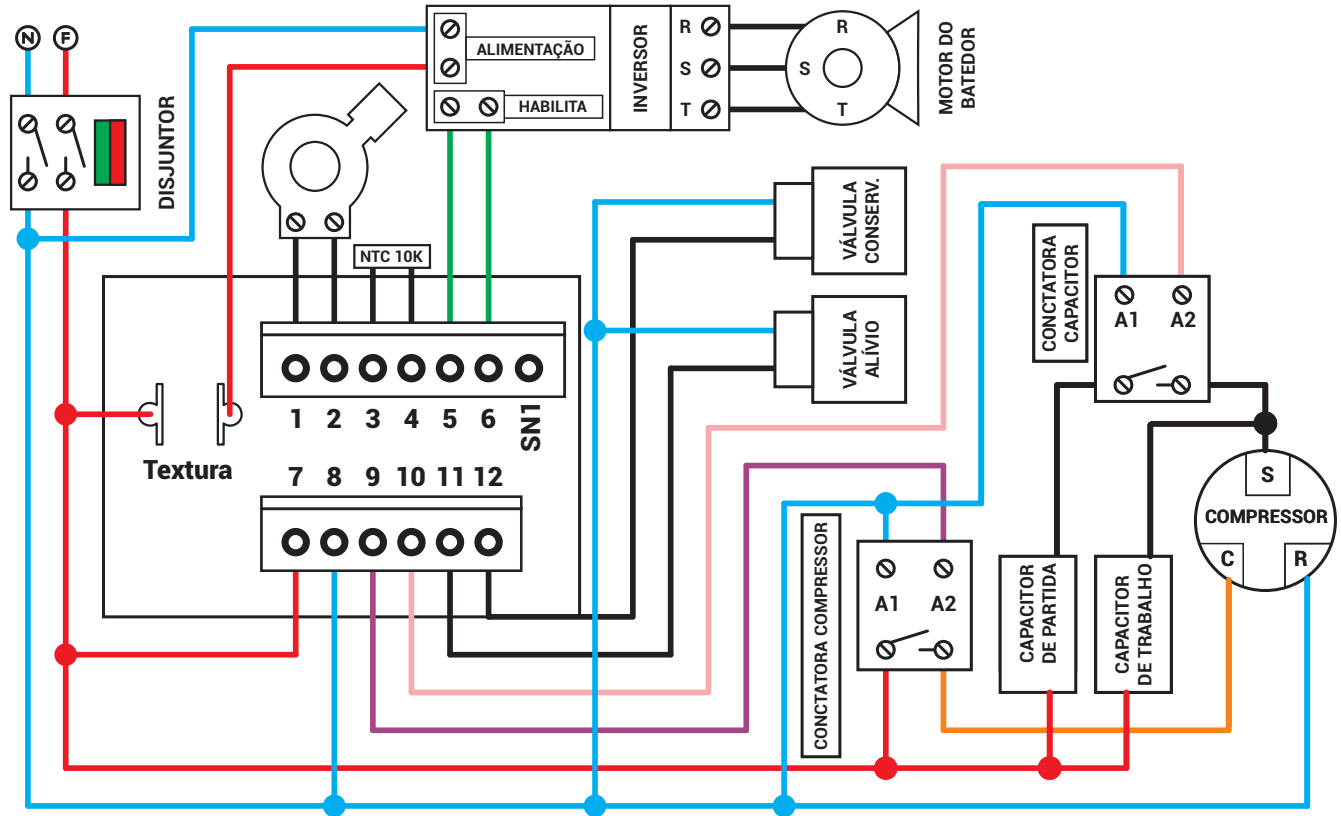 N F
DISJUNTOR
ALIMENTAÇÃO
HABILITA
INVERSOR
R
S
T
R
S
T
MOTOR DO
BATEDOR
NTC 10K
VÁLVULA
CONSERV.
VÁLVULA
ALÍVIO
CONCTATORA
CAPACITOR
A1 A2
1 2 3 4 5 6 SN1
Textura
7 8 9 10 11 12
CONCTATORA COMPRESSOR
A1 A2
CAPACITOR
DE PARTIDA
CAPACITOR
DE TRABALHO
S
COMPRESSOR
C R